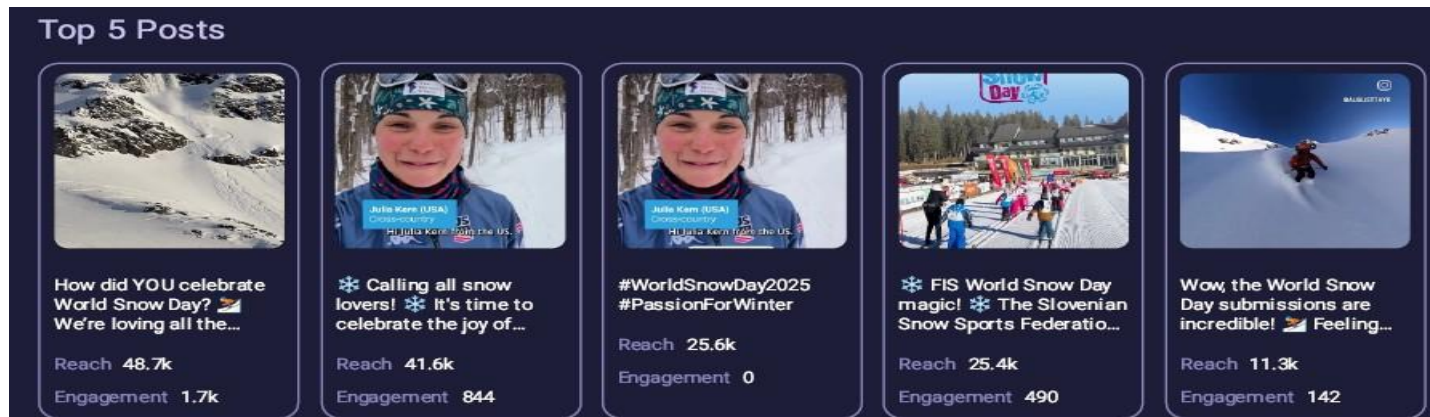 Top 5 Posts
How did YOU celebrate
World Snow Day? ⛷️
We're loving all the...
Reach 48.7k
Engagement 1.7k
Julia Kern (USA)
Cross-country
Hi Julia Kern from the US.
❄️ Calling all snow
lovers! ❄️ It's time to
celebrate the joy of...
Reach 41.6k
Engagement 844
Julia Kern (USA)
Cross-country
Hi Julia Kern from the US.
#WorldSnowDay2025
#PassionForWinter
Reach 25.6k
Engagement 0
Snow
Day
❄️ FIS World Snow Day
magic! ❄️ The Slovenian
Snow Sports Federatio...
Reach 25.4k
Engagement 490
Wow, the World Snow
Day submissions are
incredible! ⛷️ Feeling...
Reach 11.3k
Engagement 142